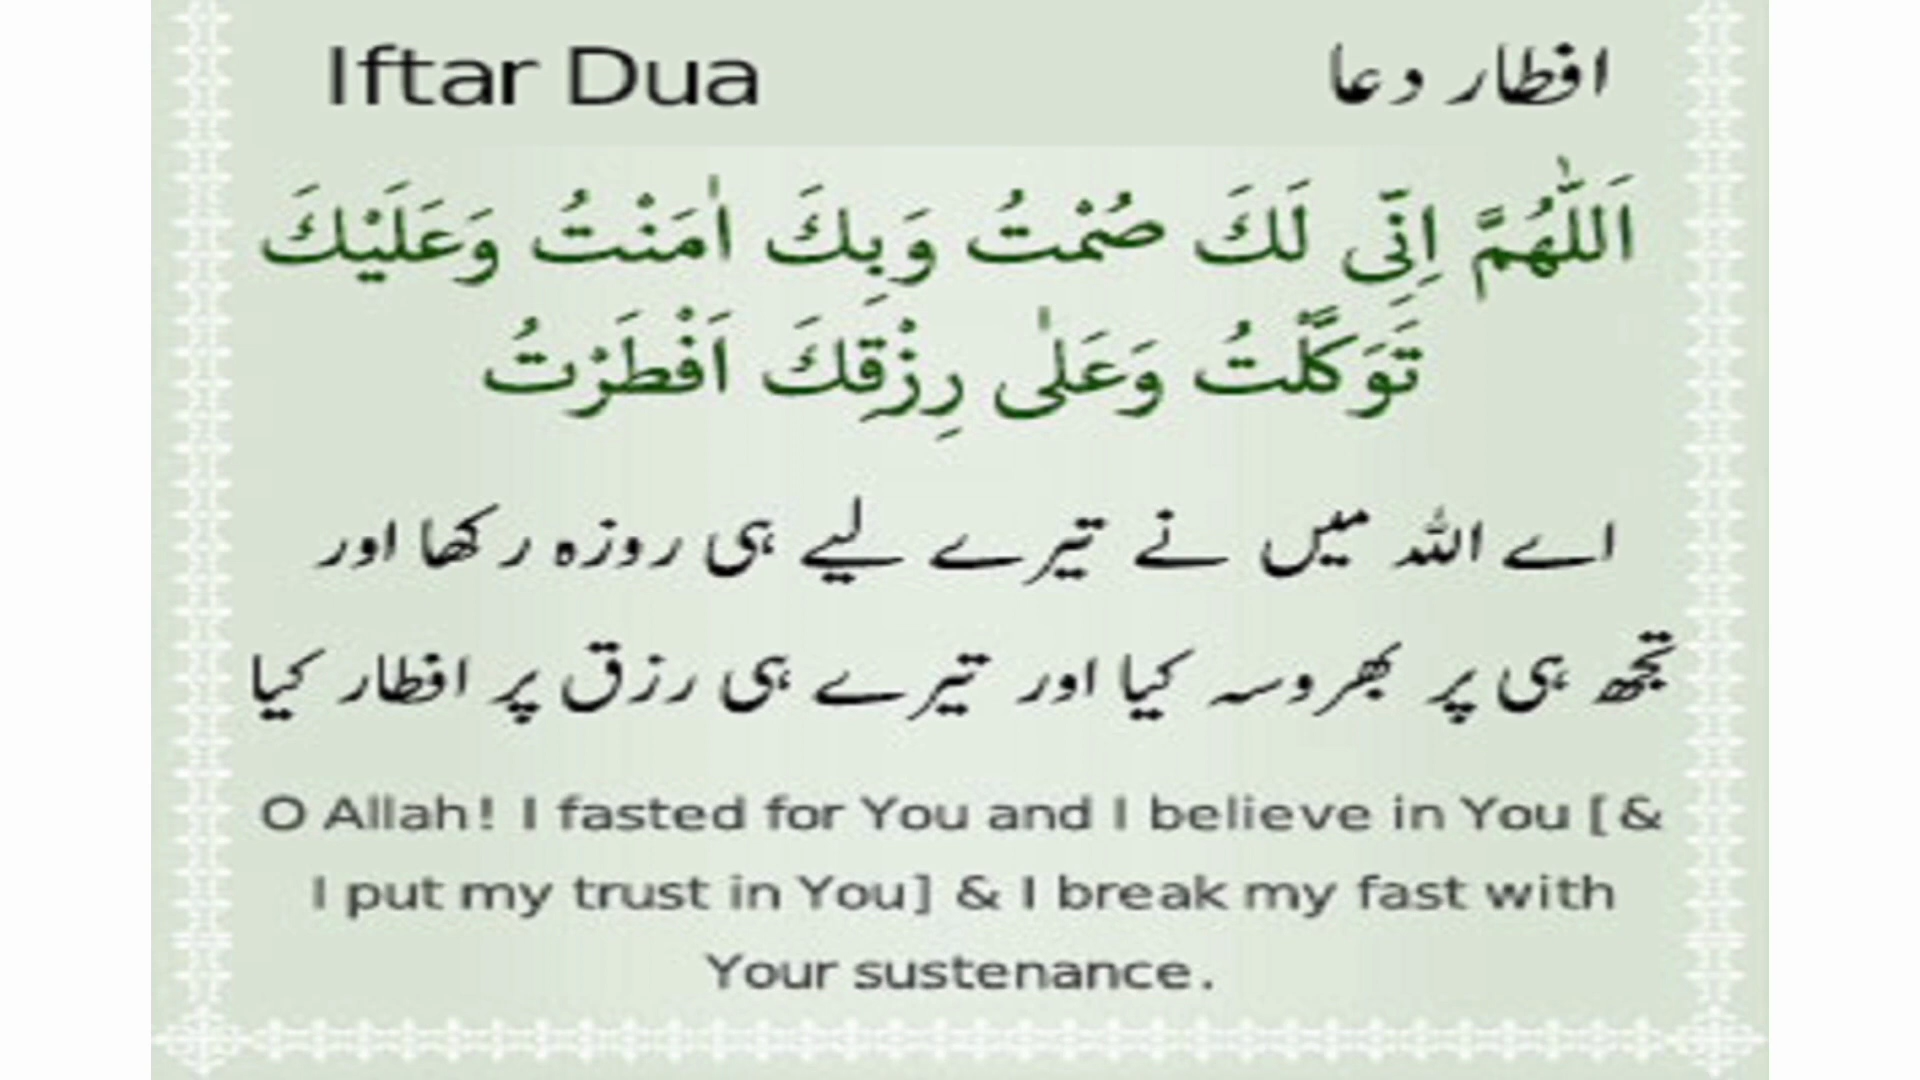 Iftar Dua
افطار دعا
اَللّٰهُمَّ اِنِّى لَكَ صُمْتُ وَبِكَ اٰمَنْتُ وَعَلَيْكَ
تَوَكَّلْتُ وَعَلٰى رِزْقِكَ اَفْطَرْتُ
اے اللہ میں نے تیرے لیے ہی روزہ رکھا اور
تجھ ہی پر بھروسہ کیا اور تیرے ہی رزق پر افطار کیا
O Allah! I fasted for You and I believe in You [&
I put my trust in You] & I break my fast with
Your sustenance.